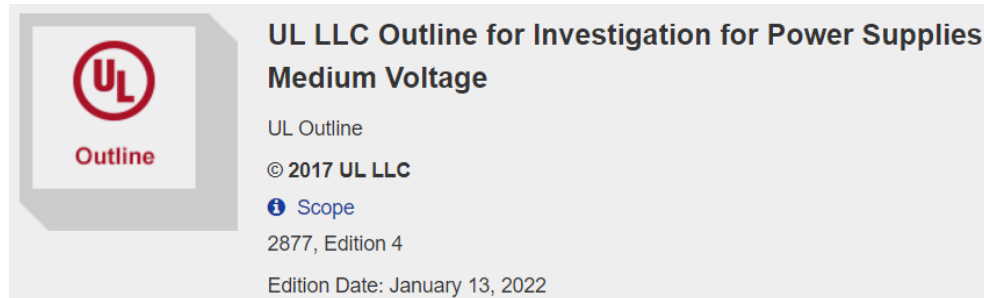 UL
Outline
UL LLC Outline for Investigation for Power Supplies
Medium Voltage
UL Outline
© 2017 UL LLC
Scope
2877, Edition 4
Edition Date: January 13, 2022